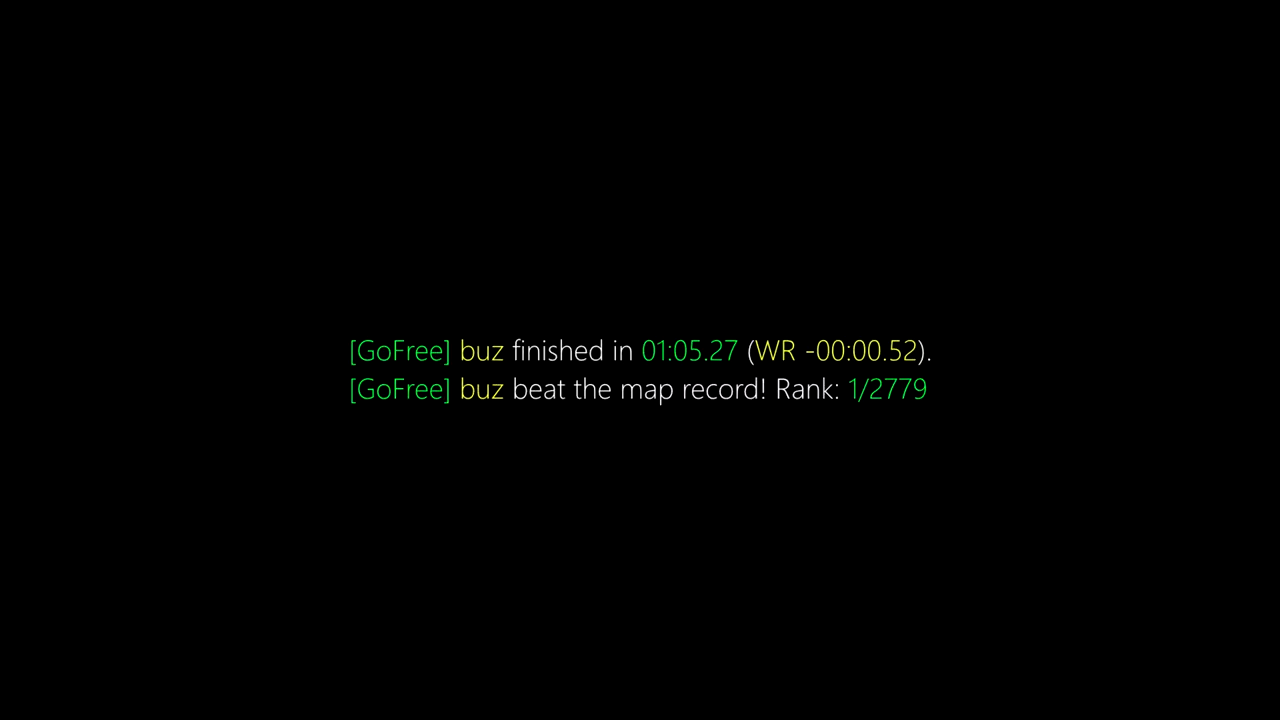 [GoFree] buz finished in 01:05.27 (WR -00:00.52).
[GoFree] buz beat the map record! Rank: 1/2779